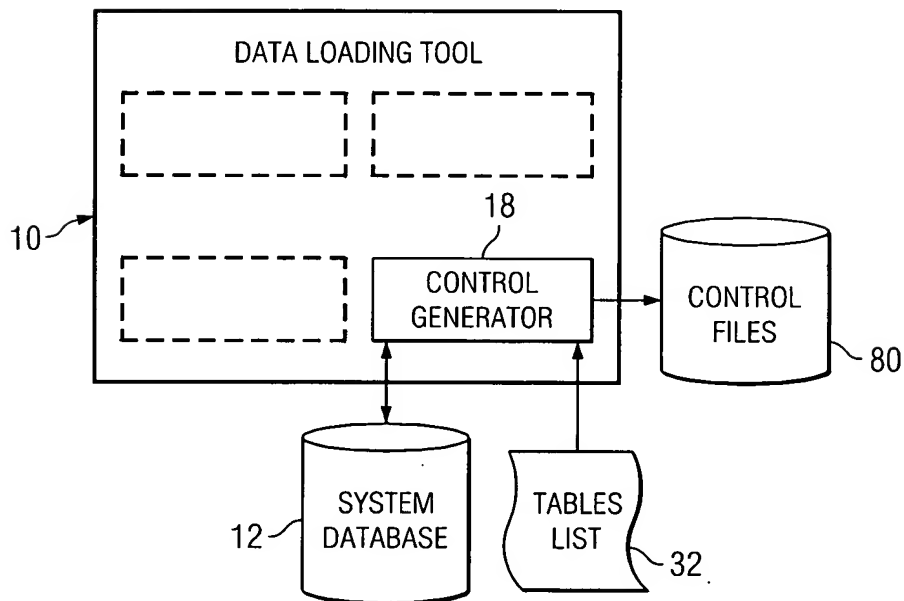 DATA LOADING TOOL
10
18
CONTROL
GENERATOR
CONTROL
FILES
80
SYSTEM
DATABASE
12
TABLES
LIST
32